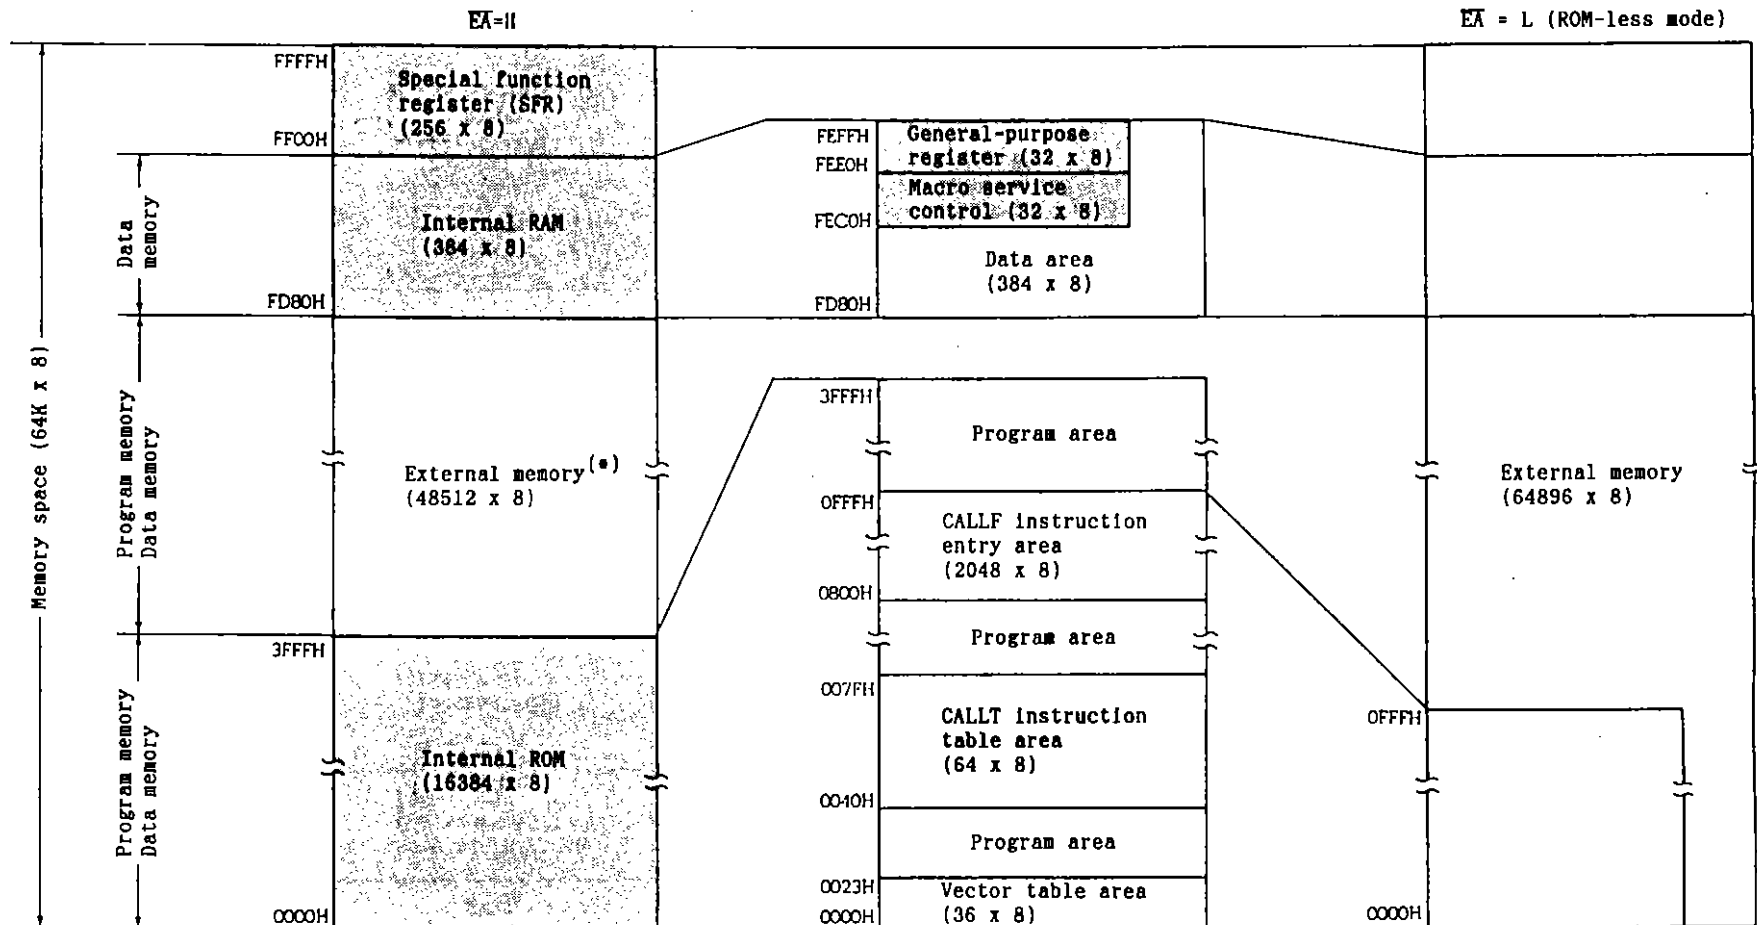 EA=H
EA = L (ROM-less mode)
Memory space (64K x 8)
Data
memory
Program memory
Data memory
Program memory
Data memory
FFFFH
Special function
register (SFR)
(256 x 8)
FF00H
Internal RAM
(384 x 8)
FD80H
External memory(*)
(48512 x 8)
3FFFH
Internal ROM
(16384 x 8)
0000H
FEFFH
General-purpose
register (32 x 8)
FEE0H
Macro service
control (32 x 8)
FEC0H
Data area
(384 x 8)
FD80H
3FFFH
Program area
0FFFH
CALLF instruction
entry area
(2048 x 8)
0800H
Program area
007FH
CALLT instruction
table area
(64 x 8)
0040H
Program area
0023H
Vector table area
(36 x 8)
0000H
External memory
(64896 x 8)
0FFFH
0000H